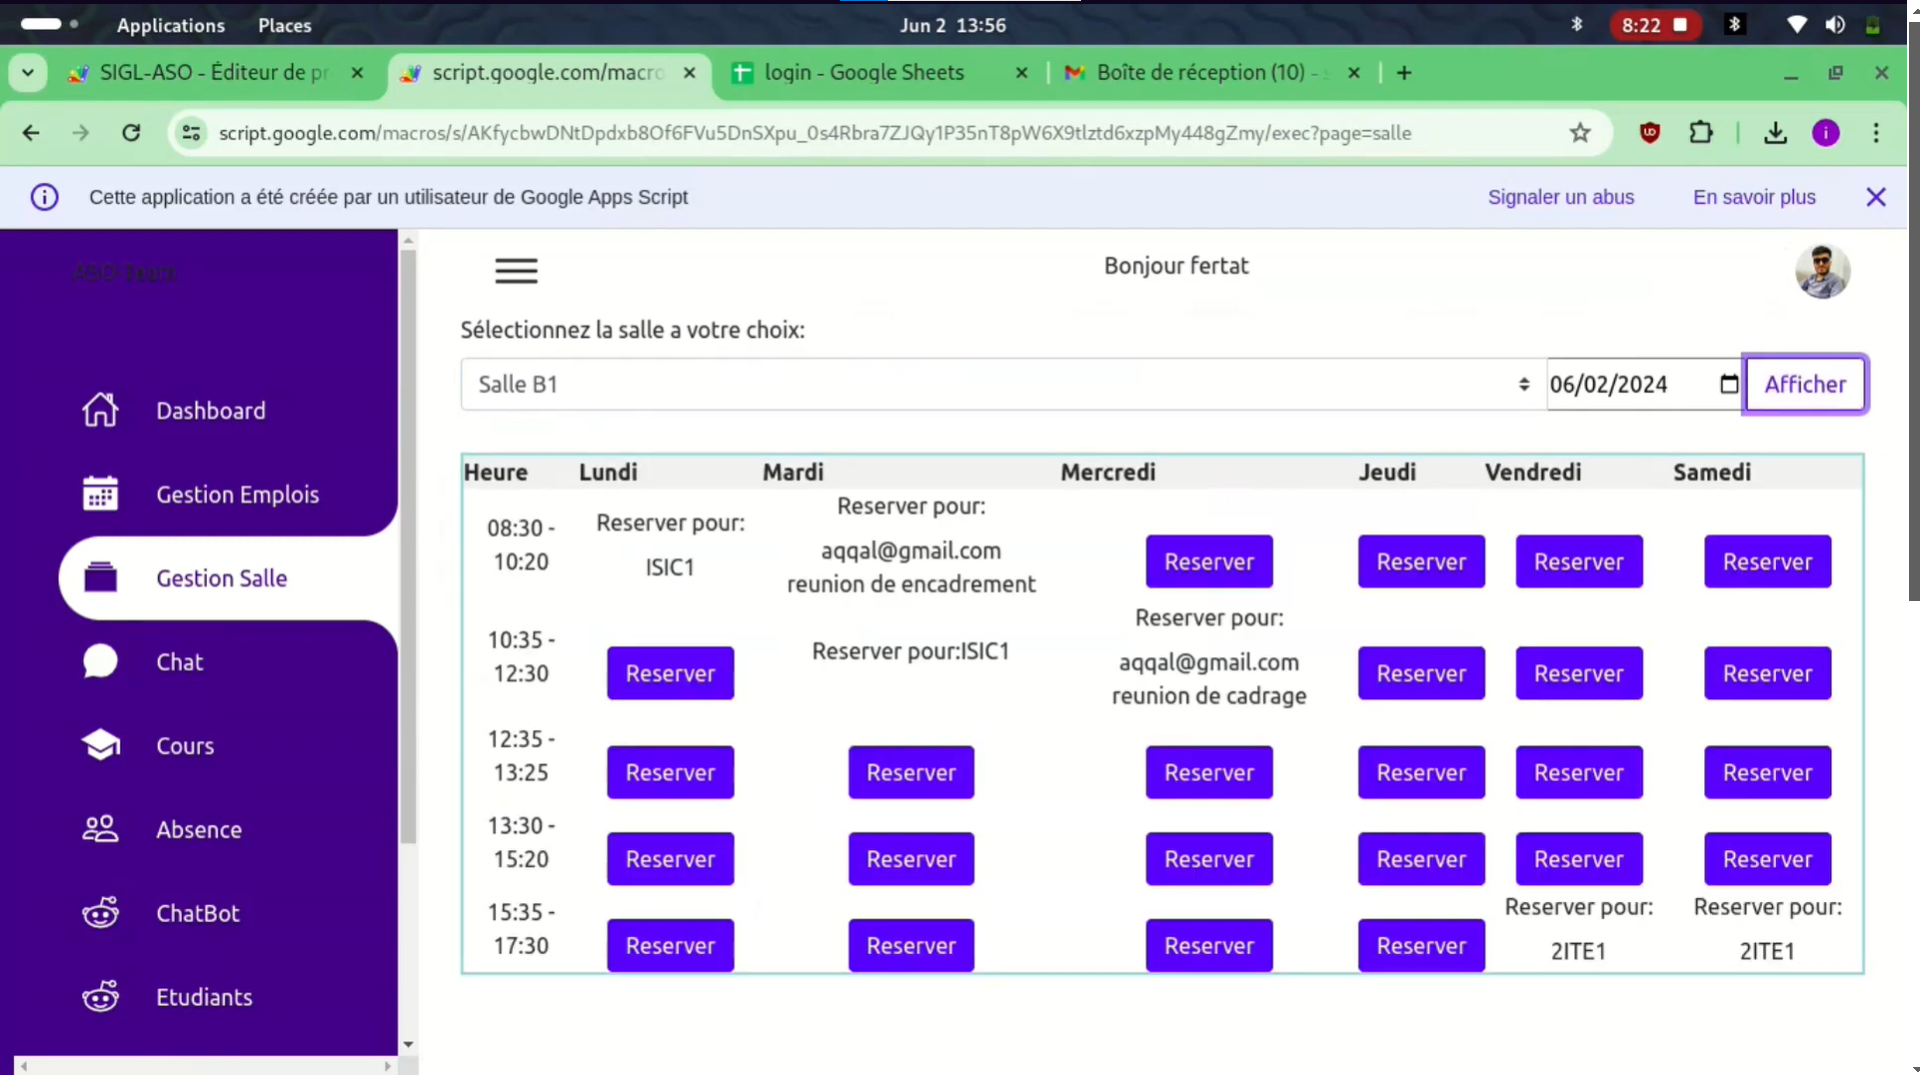 Applications Places Jun 2 13:56 8:22
SIGL-ASO - Éditeur de pr script.google.com/macro login - Google Sheets Boîte de réception (10) -
script.google.com/macros/s/AKfycbwDNtDpdxb8Of6FVu5DnSXpu_0s4Rbra7ZJQy1P35nT8pW6X9tlztd6xzpMy448gZmy/exec?page=salle
Cette application a été créée par un utilisateur de Google Apps Script Signaler un abus En savoir plus
ASO-Team
Dashboard
Gestion Emplois
Gestion Salle
Chat
Cours
Absence
ChatBot
Etudiants
Bonjour fertat
Sélectionnez la salle a votre choix:
Salle B1 06/02/2024 Afficher
Heure Lundi Mardi Mercredi Jeudi Vendredi Samedi
08:30 -
10:20
Reserver pour:
ISIC1
Reserver pour:
aqqal@gmail.com
reunion de encadrement
Reserver Reserver Reserver Reserver
10:35 -
12:30
Reserver
Reserver pour:ISIC1
Reserver pour:
aqqal@gmail.com
reunion de cadrage
Reserver Reserver Reserver
12:35 -
13:25
Reserver Reserver Reserver Reserver Reserver Reserver
13:30 -
15:20
Reserver Reserver Reserver Reserver Reserver Reserver
15:35 -
17:30
Reserver Reserver Reserver Reserver
Reserver pour:
2ITE1
Reserver pour:
2ITE1